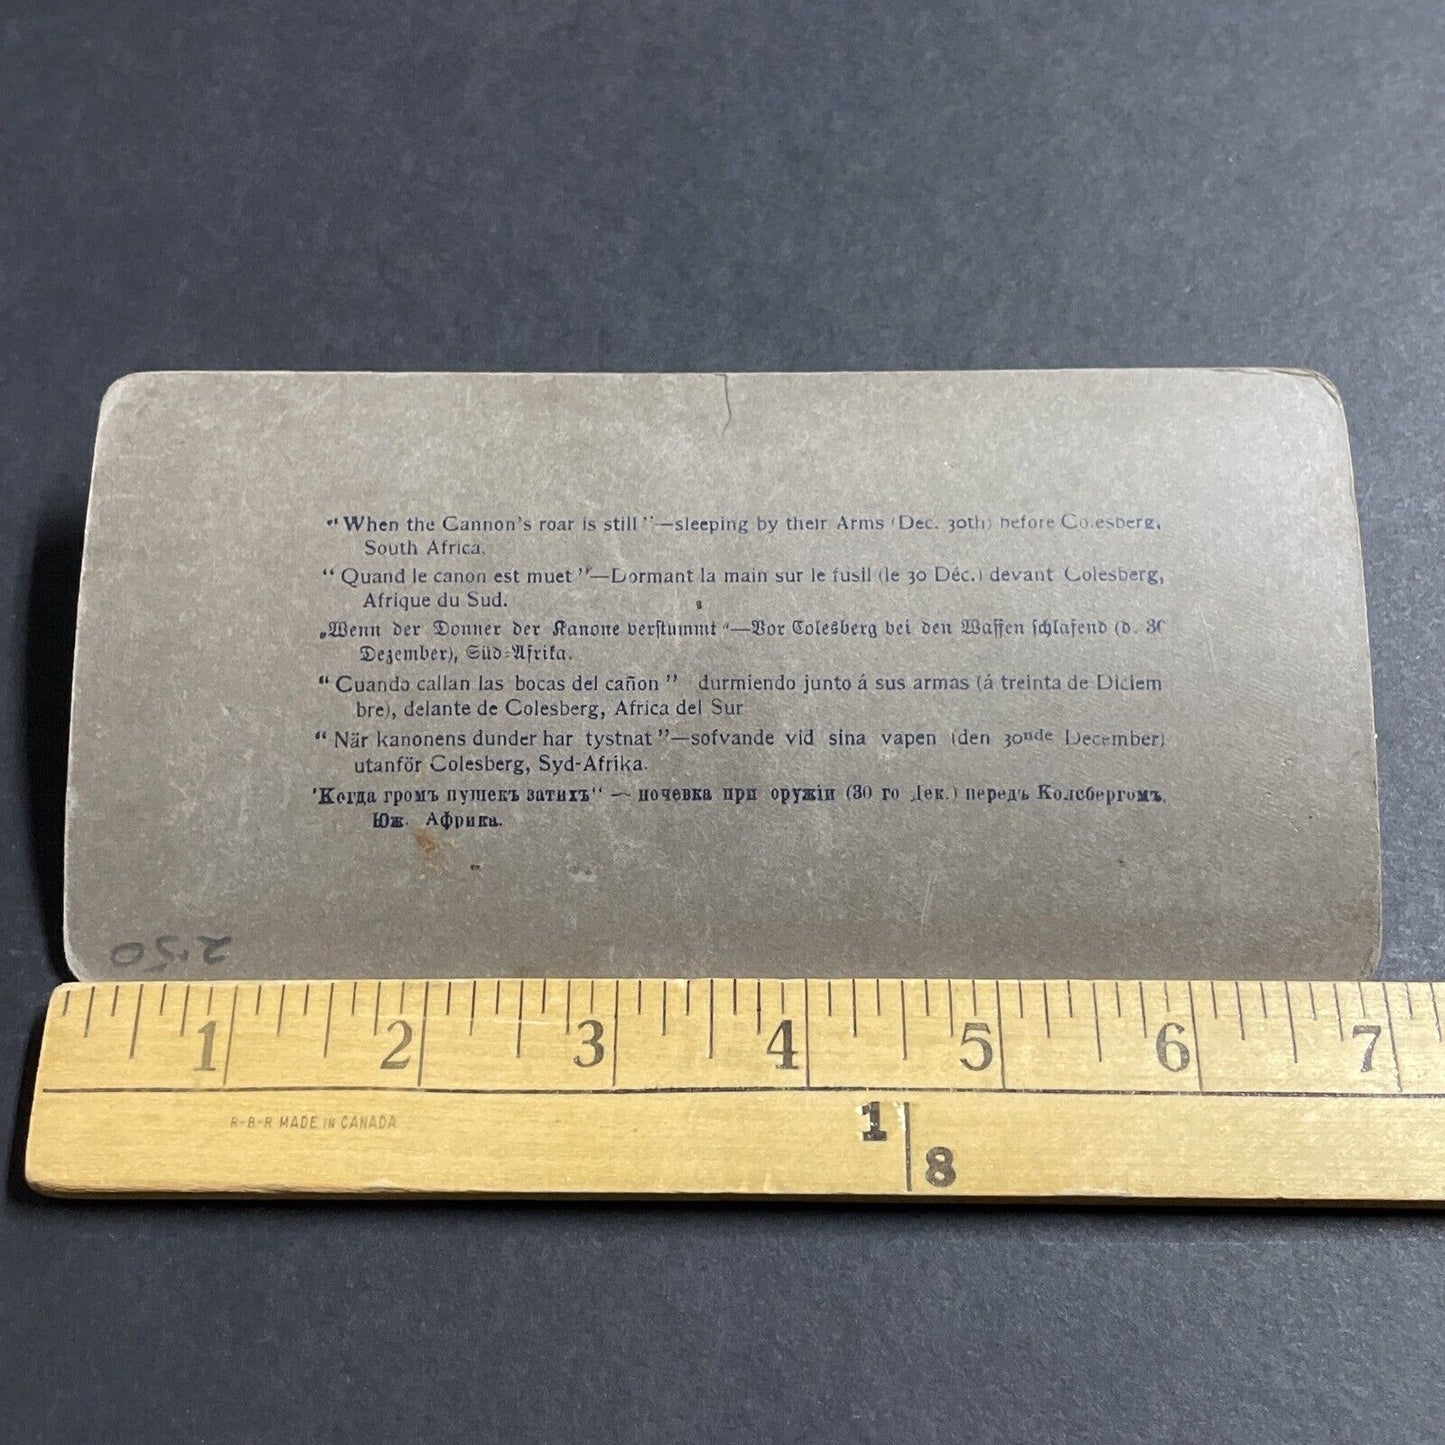 “When the Cannon's roar is still”—sleeping by their Arms (Dec. 30th) before Colesberg,
South Africa.
“Quand le canon est muet”—Dormant la main sur le fusil (le 30 Déc.) devant Colesberg,
Afrique du Sud.
„Wenn der Donner der Kanone verstummt“—Vor Colesberg bei den Waffen schlafend (d. 30
Dezember), Süd-Afrika.
“Cuando callan las bocas del cañon” durmiendo junto á sus armas (á treinta de Diciem
bre), delante de Colesberg, Africa del Sur
“När kanonens dunder har tystnat”—sofvande vid sina vapen (den 30nde December)
utanför Colesberg, Syd-Afrika.
'Когда громъ пушекъ затихъ“ — ночевка при оружіи (30 го Дек.) передъ Колсбергомъ,
Юж. Африка.
2.50
1 2 3 4 5 6 7
R-B-R MADE IN CANADA
1
8